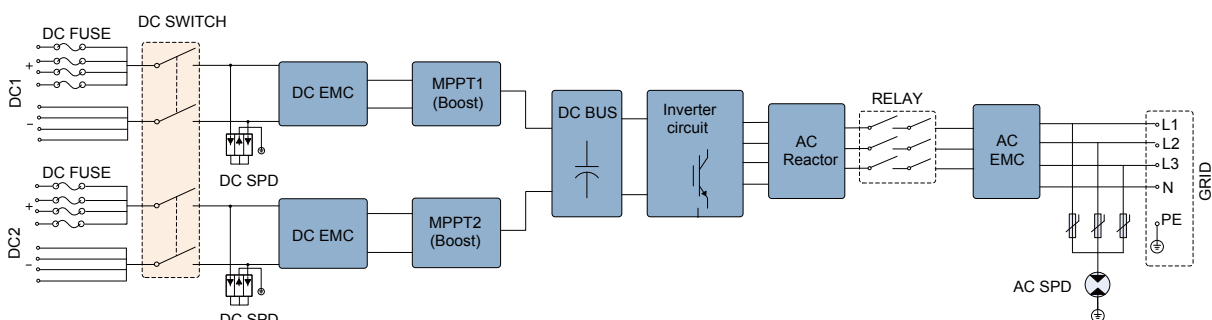 DC SWITCH
DC FUSE
DC1
+
−
DC EMC
MPPT1
(Boost)
DC SPD
DC FUSE
DC2
+
−
DC EMC
MPPT2
(Boost)
DC SPD
DC BUS
Inverter
circuit
AC
Reactor
RELAY
AC
EMC
L1
L2
L3
N
PE
GRID
AC SPD